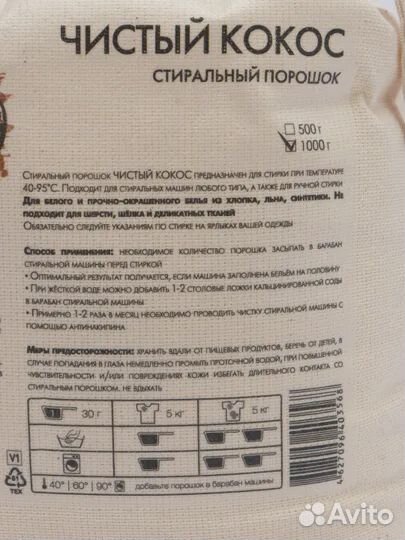 ЧИСТЫЙ КОКОС
СТИРАЛЬНЫЙ ПОРОШОК
500 г
1000 г
Стиральный порошок ЧИСТЫЙ КОКОС предназначен для стирки при температуре
40-95°С. Подходит для стиральных машин любого типа, а также для ручной стирки
Для белого и прочно-окрашенного белья из хлопка, льна, синтетики. Не
подходит для шерсти, шёлка и деликатных тканей
Обязательно следуйте указаниям по стирке на ярлыках вашей одежды
Способ применения: необходимое количество порошка засыпать в барабан
стиральной машины перед стиркой
• Оптимальный результат получается, если машина заполнена бельём на половину
• При жёсткой воде можно добавить 1-2 столовые ложки кальцинированной соды
в барабан стиральной машины
• Примерно 1-2 раза в месяц необходимо проводить чистку стиральной машины с
помощью антинакипина
Меры предосторожности: хранить вдали от пищевых продуктов, беречь от детей, в
случае попадания в глаза немедленно промыть проточной водой, при повышенной
чувствительности и/или повреждениях кожи избегать длительного контакта со
стиральным порошком. Не вдыхать
30 г
5 кг
5 кг
40° | 60° | 90°
добавьте порошок в барабан машины
V1
61
ТЕХ
4627096403568
Avito